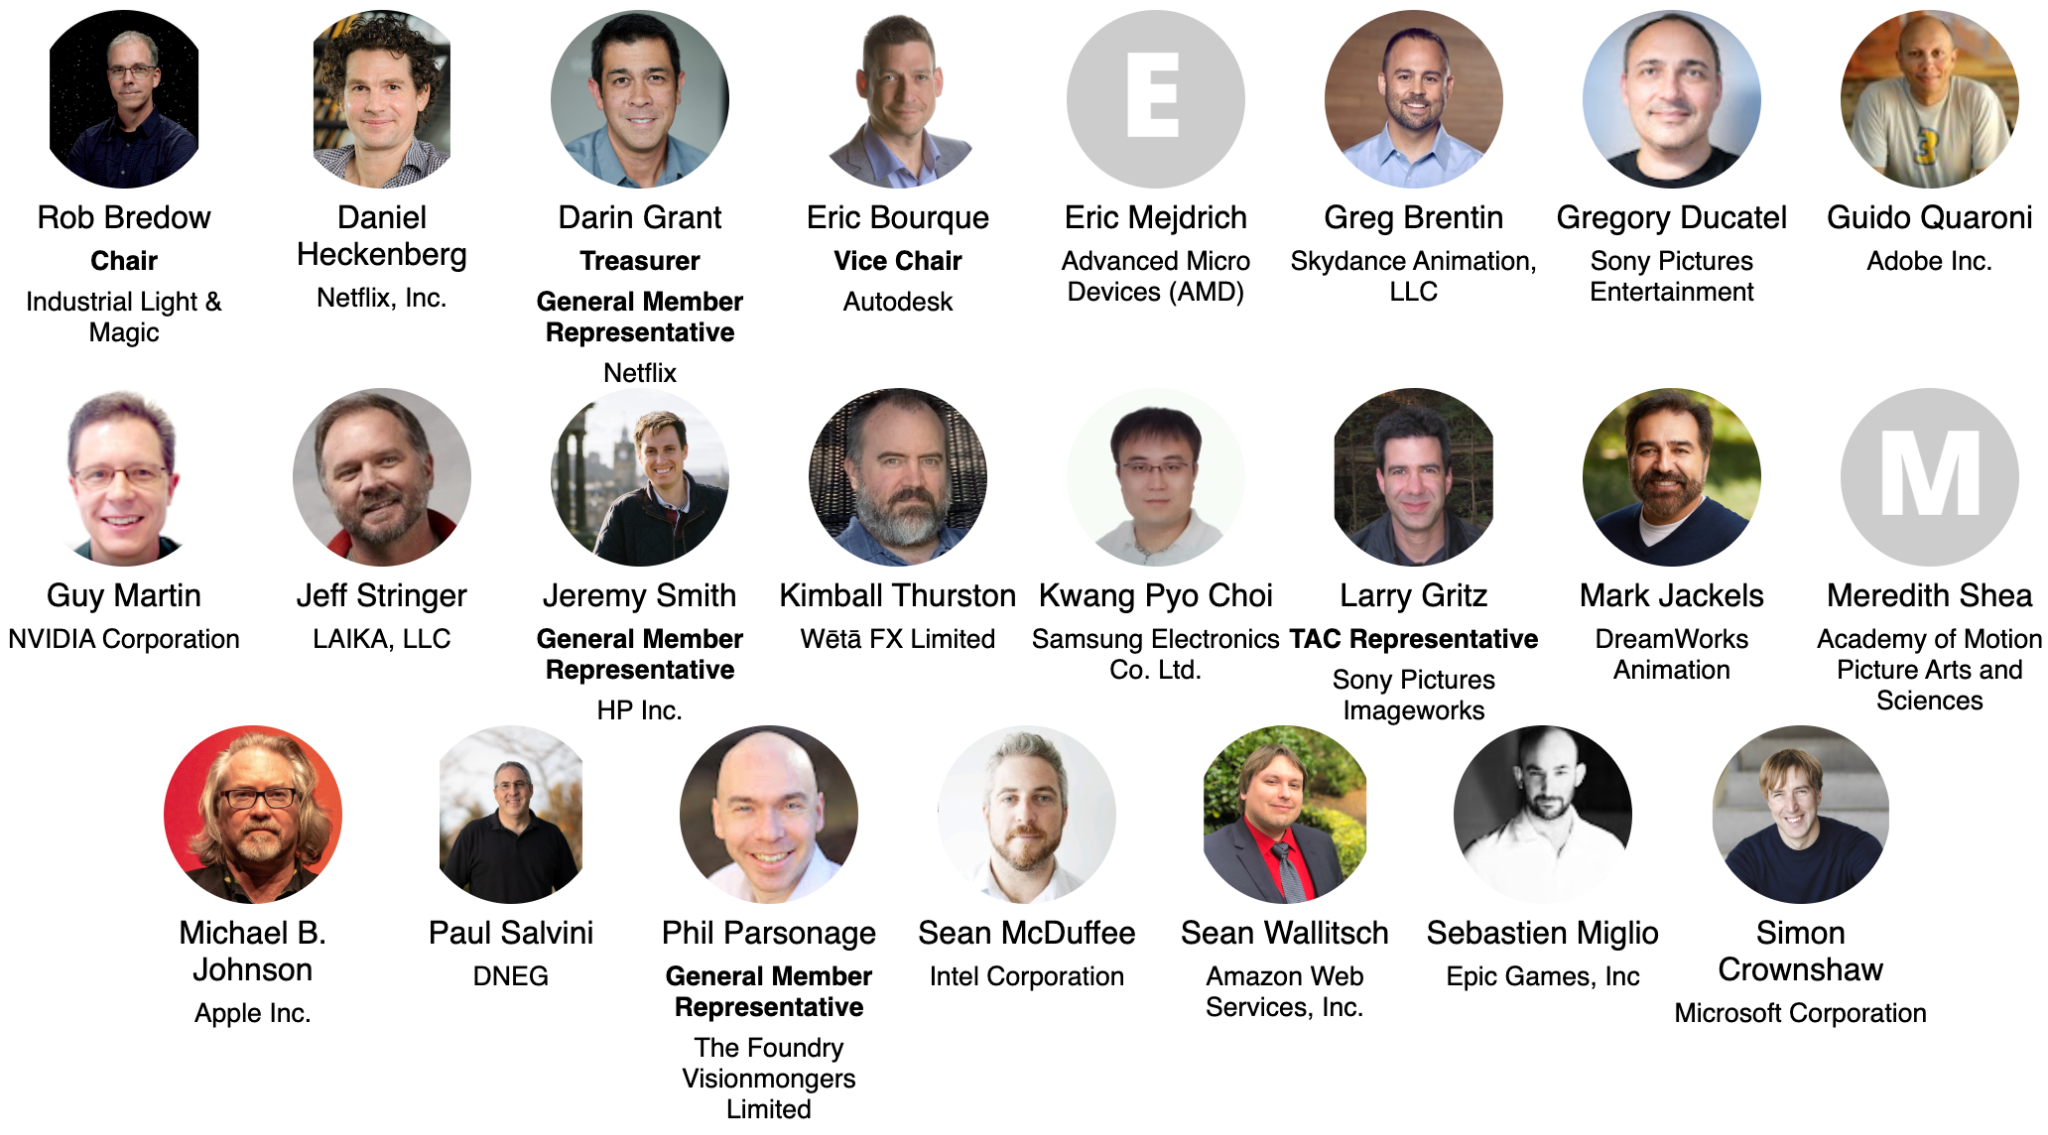 E
Rob Bredow
Chair
Industrial Light &
Magic
Daniel
Heckenberg
Netflix, Inc.
Darin Grant
Treasurer
General Member
Representative
Netflix
Eric Bourque
Vice Chair
Autodesk
Eric Mejdrich
Advanced Micro
Devices (AMD)
Greg Brentin
Skydance Animation,
LLC
Gregory Ducatel
Sony Pictures
Entertainment
3
Guido Quaroni
Adobe Inc.
Guy Martin
NVIDIA Corporation
Jeff Stringer
LAIKA, LLC
Jeremy Smith
General Member
Representative
HP Inc.
Kimball Thurston
Wētā FX Limited
Kwang Pyo Choi
Samsung Electronics
Co. Ltd.
Larry Gritz
TAC Representative
Sony Pictures
Imageworks
Mark Jackels
DreamWorks
Animation
M
Meredith Shea
Academy of Motion
Picture Arts and
Sciences
Michael B.
Johnson
Apple Inc.
Paul Salvini
DNEG
Phil Parsonage
General Member
Representative
The Foundry
Visionmongers
Limited
Sean McDuffee
Intel Corporation
Sean Wallitsch
Amazon Web
Services, Inc.
Sebastien Miglio
Epic Games, Inc
Simon
Crownshaw
Microsoft Corporation